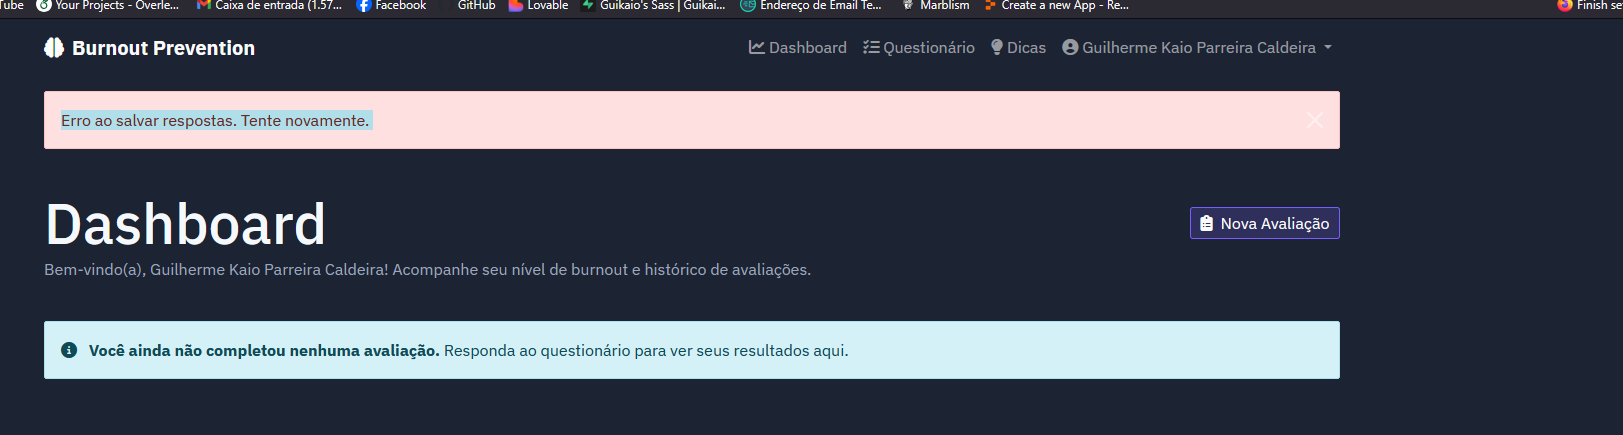 Tube Your Projects - Overle... Caixa de entrada (1.57... Facebook GitHub Lovable Guikaio's Sass | Guikai... Endereço de Email Te... Marblism Create a new App - Re... Finish se
Burnout Prevention Dashboard Questionário Dicas Guilherme Kaio Parreira Caldeira
Erro ao salvar respostas. Tente novamente.
Dashboard
Nova Avaliação
Bem-vindo(a), Guilherme Kaio Parreira Caldeira! Acompanhe seu nível de burnout e histórico de avaliações.
Você ainda não completou nenhuma avaliação. Responda ao questionário para ver seus resultados aqui.